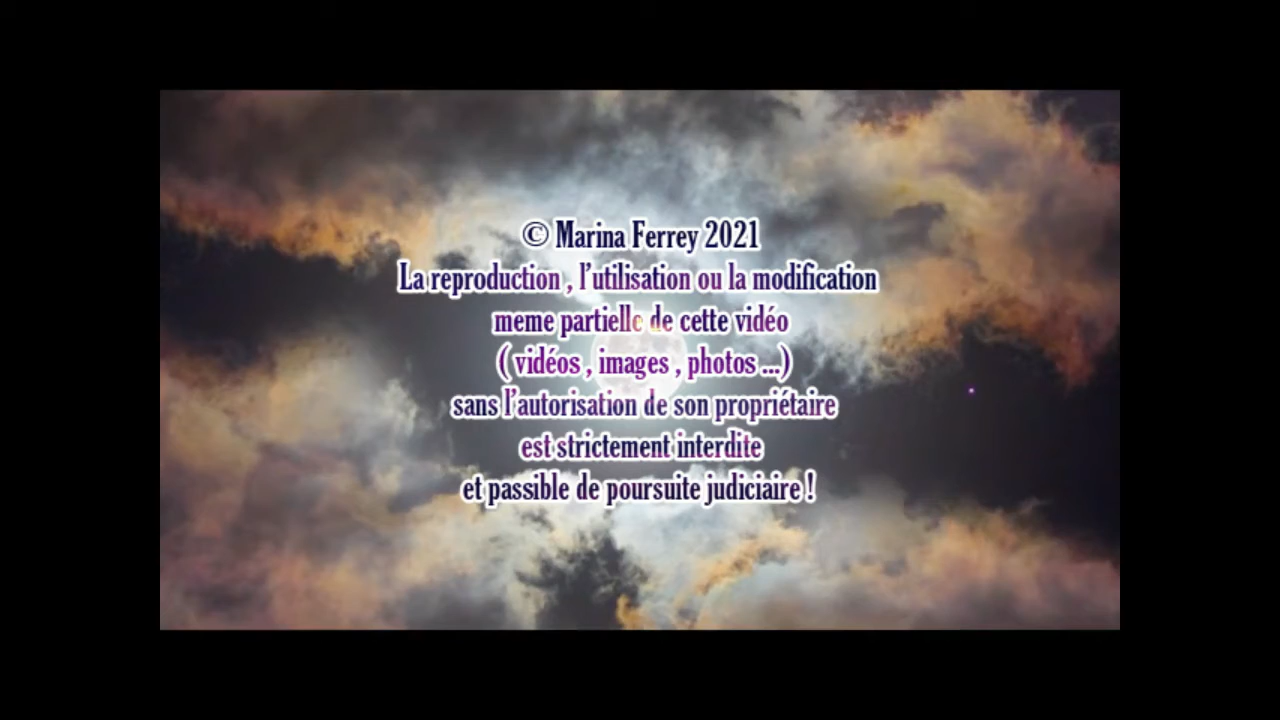 © Marina Ferrey 2021
La reproduction , l'utilisation ou la modification
meme partielle de cette vidéo
( vidéos , images , photos ...)
sans l'autorisation de son propriétaire
est strictement interdite
et passible de poursuite judiciaire !